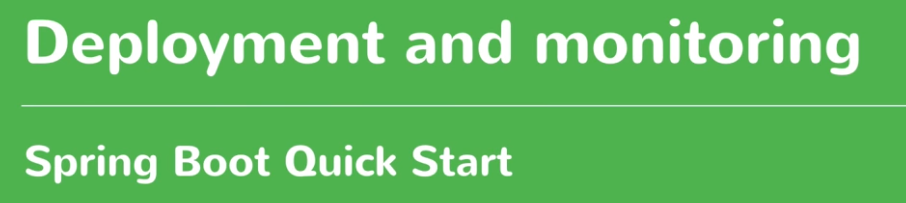 Deployment and monitoring
Spring Boot Quick Start